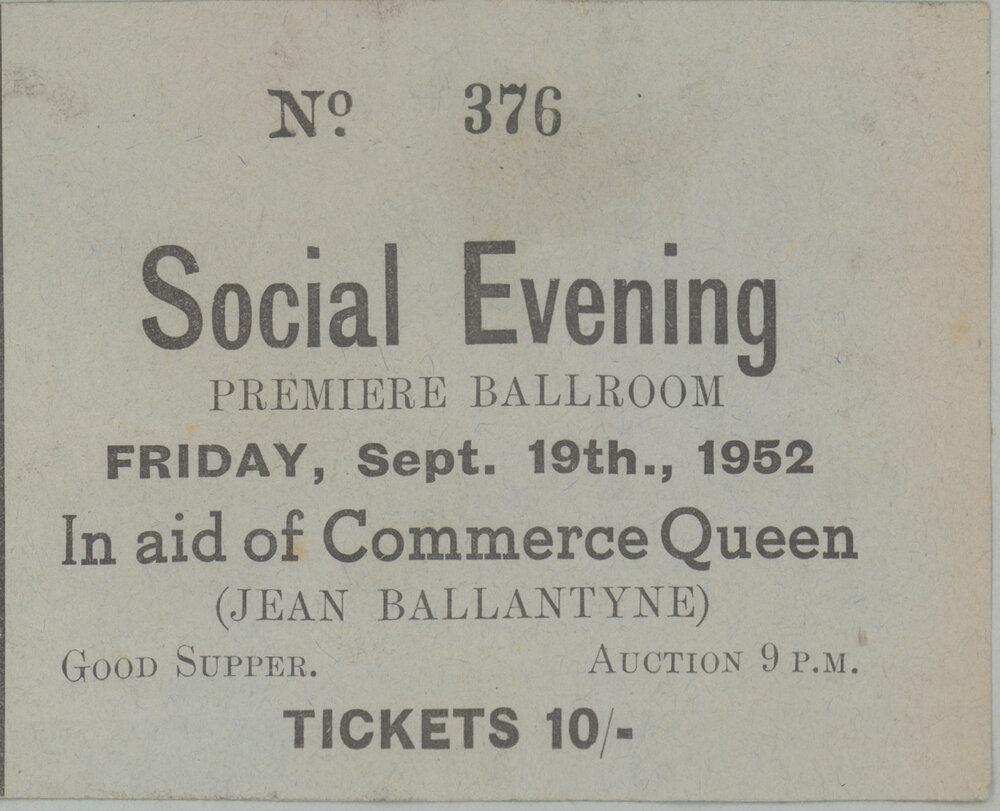 No. 376
Social Evening
PREMIERE BALLROOM
FRIDAY, Sept. 19th., 1952
In aid of Commerce Queen
(JEAN BALLANTYNE)
GOOD SUPPER. AUCTION 9 P.M.
TICKETS 10/-